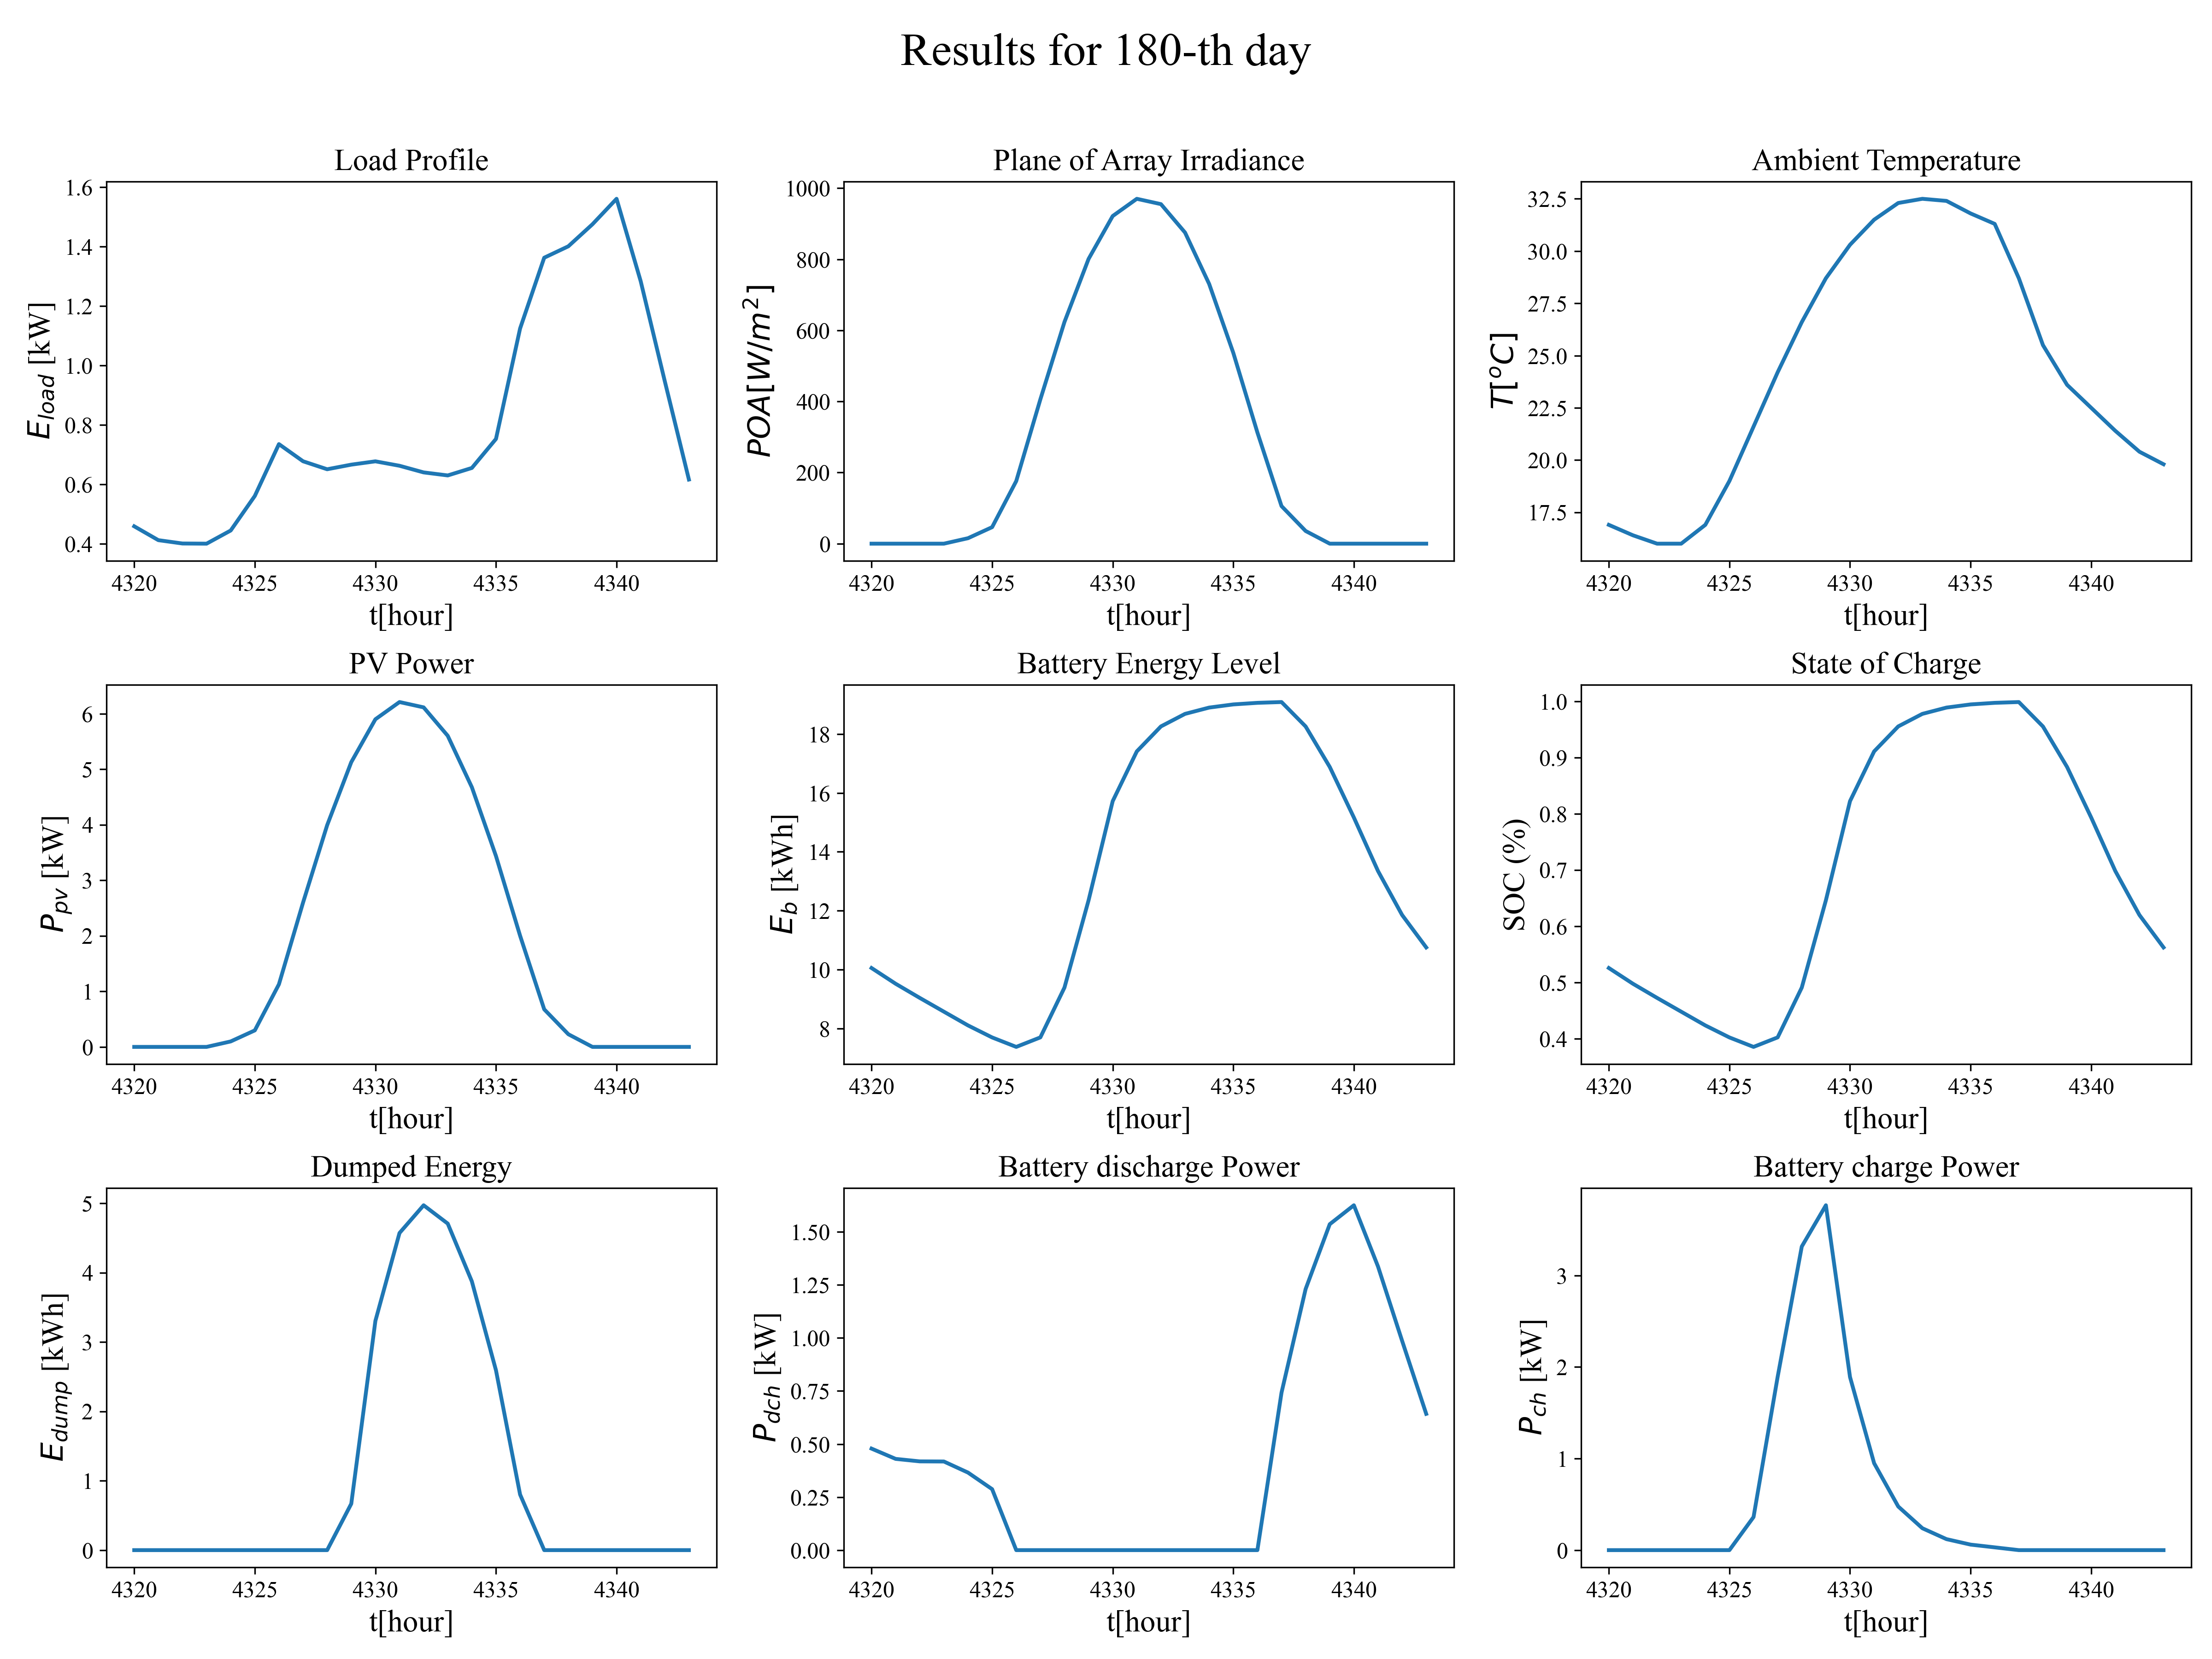 Results for 180-th day
Load Profile
E_load [kW]
1.6
1.4
1.2
1.0
0.8
0.6
0.4
4320 4325 4330 4335 4340
t[hour]
Plane of Array Irradiance
POA[W/m²]
1000
800
600
400
200
0
4320 4325 4330 4335 4340
t[hour]
Ambient Temperature
T[°C]
32.5
30.0
27.5
25.0
22.5
20.0
17.5
4320 4325 4330 4335 4340
t[hour]
PV Power
P_pv [kW]
6
5
4
3
2
1
0
4320 4325 4330 4335 4340
t[hour]
Battery Energy Level
E_b [kWh]
18
16
14
12
10
8
4320 4325 4330 4335 4340
t[hour]
State of Charge
SOC (%)
1.0
0.9
0.8
0.7
0.6
0.5
0.4
4320 4325 4330 4335 4340
t[hour]
Dumped Energy
E_dump [kWh]
5
4
3
2
1
0
4320 4325 4330 4335 4340
t[hour]
Battery discharge Power
P_dch [kW]
1.50
1.25
1.00
0.75
0.50
0.25
0.00
4320 4325 4330 4335 4340
t[hour]
Battery charge Power
P_ch [kW]
3
2
1
0
4320 4325 4330 4335 4340
t[hour]